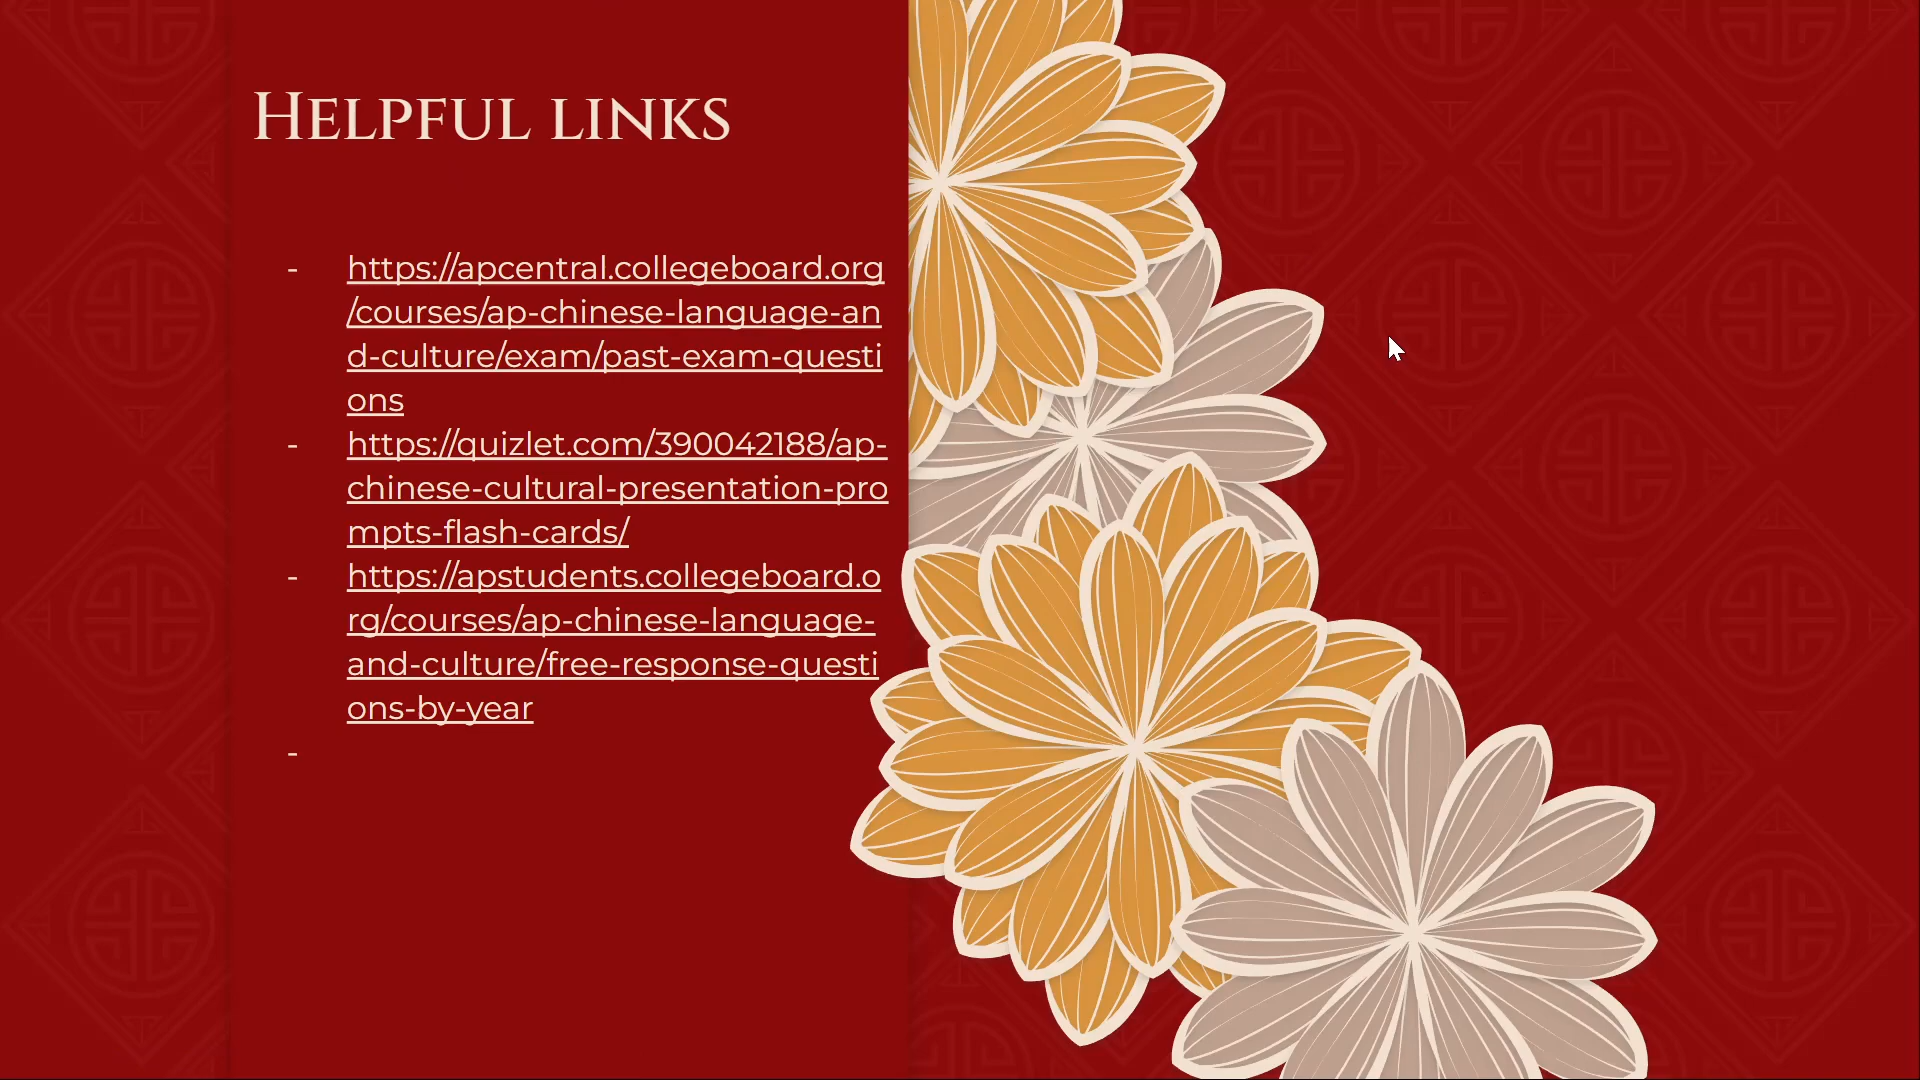 Helpful links
- https://apcentral.collegeboard.org
/courses/ap-chinese-language-an
d-culture/exam/past-exam-questi
ons
- https://quizlet.com/390042188/ap-
chinese-cultural-presentation-pro
mpts-flash-cards/
- https://apstudents.collegeboard.o
rg/courses/ap-chinese-language-
and-culture/free-response-questi
ons-by-year
-